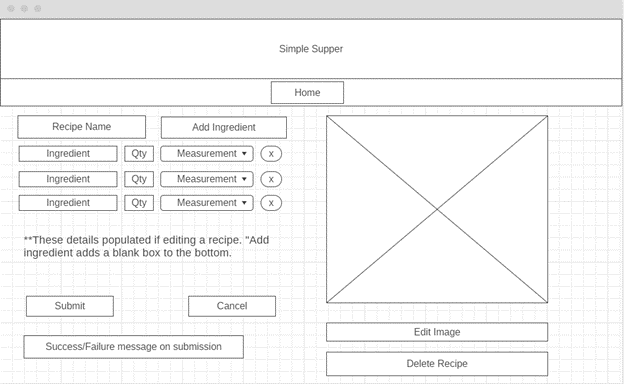 Simple Supper
Home
Recipe Name
Add Ingredient
Ingredient Qty Measurement x
Ingredient Qty Measurement x
Ingredient Qty Measurement x
**These details populated if editing a recipe. "Add
ingredient adds a blank box to the bottom.
Submit
Cancel
Success/Failure message on submission
Edit Image
Delete Recipe